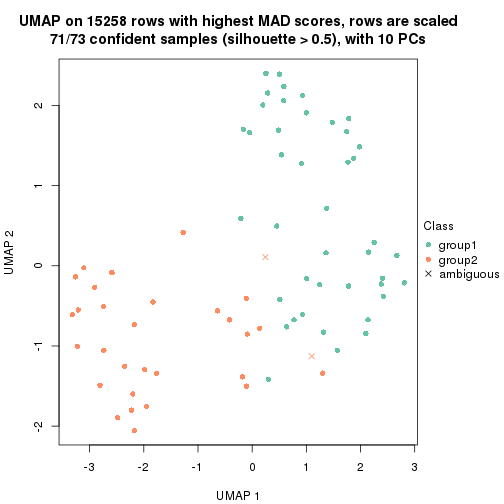 UMAP on 15258 rows with highest MAD scores, rows are scaled
71/73 confident samples (silhouette > 0.5), with 10 PCs
2
1
0
-1
-2
UMAP 2
-3
-2
-1
0
1
2
3
UMAP 1
Class
group1
group2
ambiguous